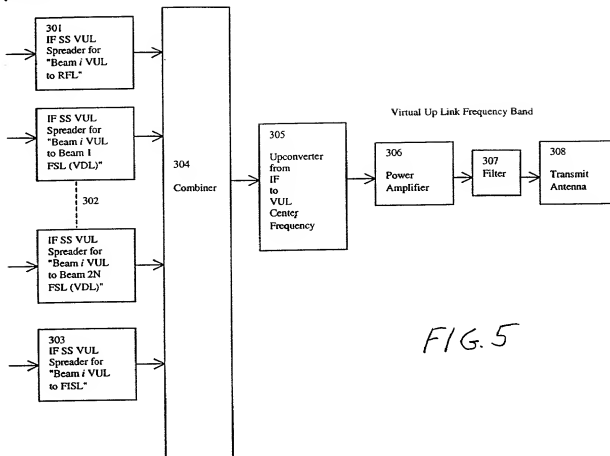 301
IF SS VUL
Spreader for
"Beam i VUL
to RFL"
IF SS VUL
Spreader for
"Beam i VUL
to Beam 1
FSL (VDL)"
302
IF SS VUL
Spreader for
"Beam i VUL
to Beam 2N
FSL (VDL)"
303
IF SS VUL
Spreader for
"Beam i VUL
to FISL"
304
Combiner
305
Upconverter
from
IF
to
VUL
Center
Frequency
Virtual Up Link Frequency Band
306
Power
Amplifier
307
Filter
308
Transmit
Antenna
FIG. 5